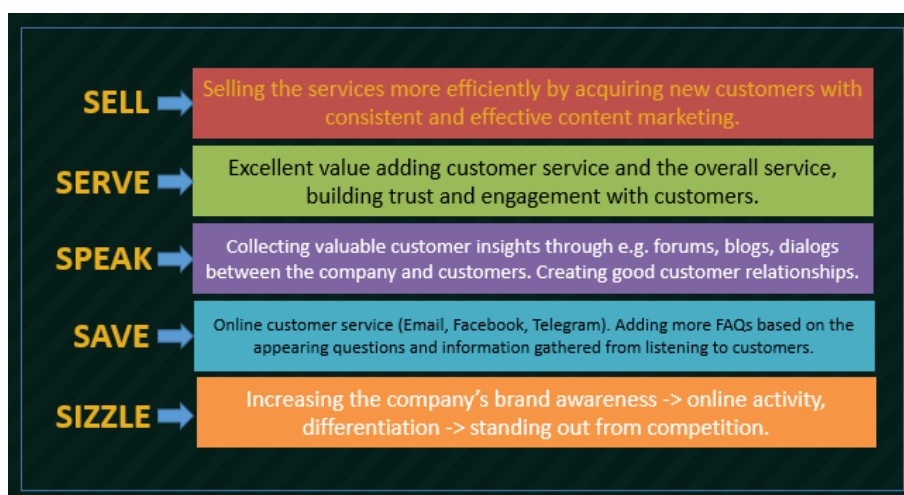 SELL
Selling the services more efficiently by acquiring new customers with
consistent and effective content marketing.
SERVE
Excellent value adding customer service and the overall service,
building trust and engagement with customers.
SPEAK
Collecting valuable customer insights through e.g. forums, blogs, dialogs
between the company and customers. Creating good customer relationships.
SAVE
Online customer service (Email, Facebook, Telegram). Adding more FAQs based on the
appearing questions and information gathered from listening to customers.
SIZZLE
Increasing the company’s brand awareness -> online activity,
differentiation -> standing out from competition.